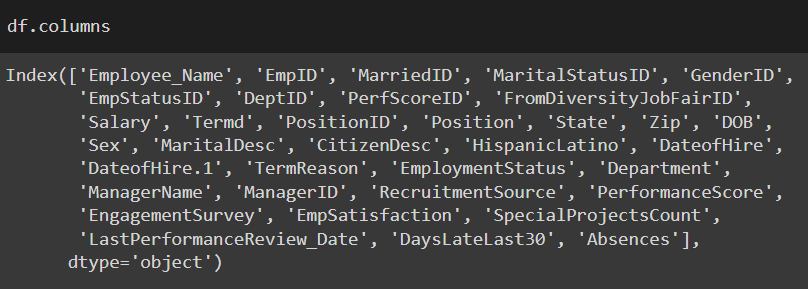 df.columns
Index(['Employee_Name', 'EmpID', 'MarriedID', 'MaritalStatusID', 'GenderID',
'EmpStatusID', 'DeptID', 'PerfScoreID', 'FromDiversityJobFairID',
'Salary', 'Termd', 'PositionID', 'Position', 'State', 'Zip', 'DOB',
'Sex', 'MaritalDesc', 'CitizenDesc', 'HispanicLatino', 'DateofHire',
'DateofHire.1', 'TermReason', 'EmploymentStatus', 'Department',
'ManagerName', 'ManagerID', 'RecruitmentSource', 'PerformanceScore',
'EngagementSurvey', 'EmpSatisfaction', 'SpecialProjectsCount',
'LastPerformanceReview_Date', 'DaysLateLast30', 'Absences'],
dtype='object')